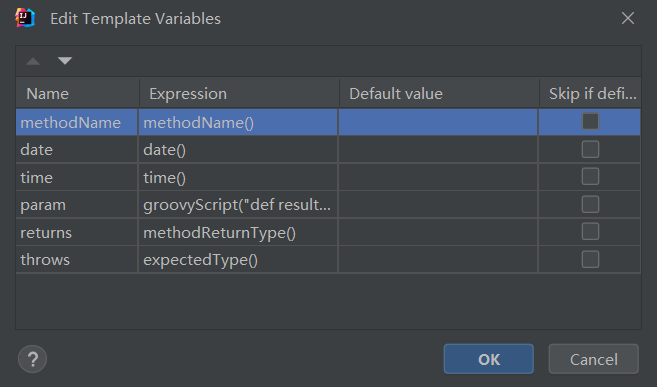 Edit Template Variables
Name Expression Default value Skip if defi...
methodName methodName()
date date()
time time()
param groovyScript("def result...
returns methodReturnType()
throws expectedType()
? OK Cancel